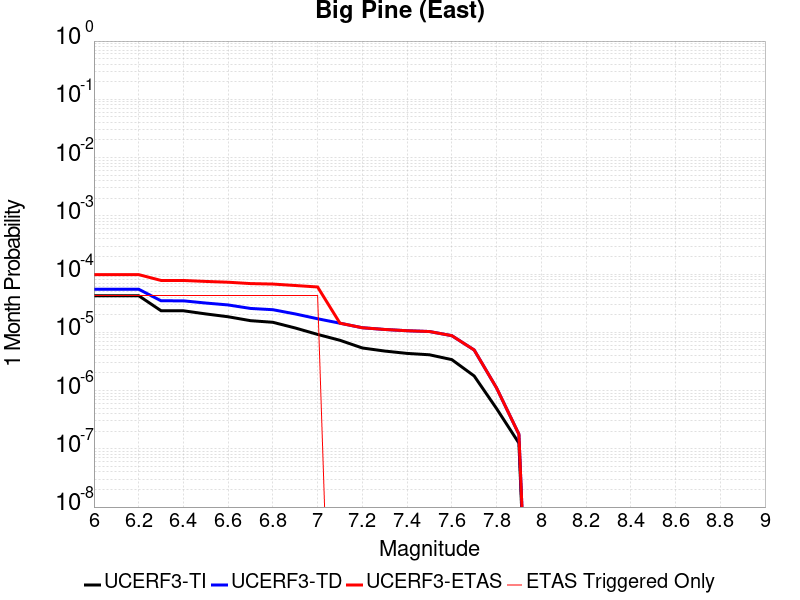 Big Pine (East)
1 Month Probability
10^0
10^-1
10^-2
10^-3
10^-4
10^-5
10^-6
10^-7
10^-8
6 6.2 6.4 6.6 6.8 7 7.2 7.4 7.6 7.8 8 8.2 8.4 8.6 8.8 9
Magnitude
UCERF3-TI UCERF3-TD UCERF3-ETAS ETAS Triggered Only